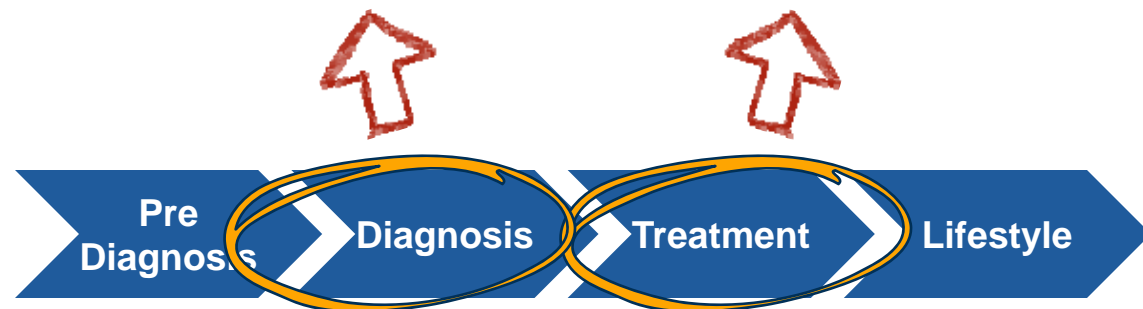 Pre
Diagnosis
Diagnosis
Treatment
Lifestyle